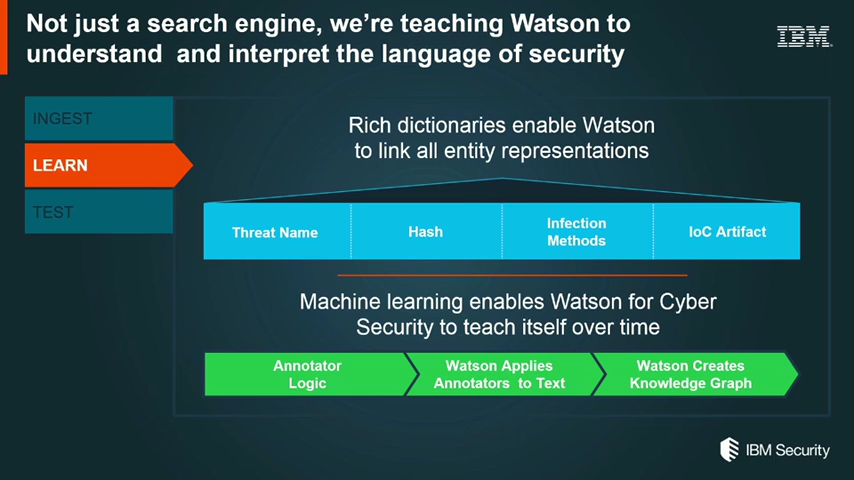 Not just a search engine, we're teaching Watson to
understand and interpret the language of security
IBM
INGEST
LEARN
TEST
Rich dictionaries enable Watson
to link all entity representations
Threat Name
Hash
Infection
Methods
IoC Artifact
Machine learning enables Watson for Cyber
Security to teach itself over time
Annotator
Logic
Watson Applies
Annotators to Text
Watson Creates
Knowledge Graph
IBM Security